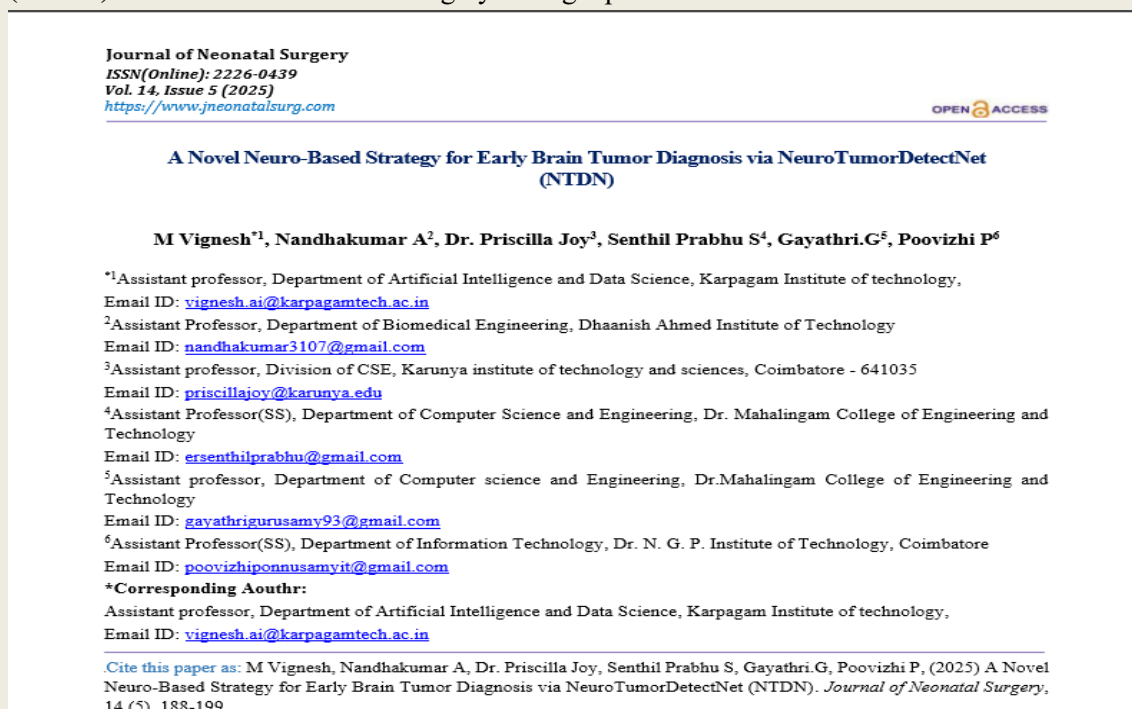 Journal of Neonatal Surgery
ISSN(Online): 2226-0439
Vol. 14, Issue 5 (2025)
https://www.jneonatalsurg.com
OPEN ACCESS
A Novel Neuro-Based Strategy for Early Brain Tumor Diagnosis via NeuroTumorDetectNet
(NTDN)
M Vignesh*1, Nandhakumar A2, Dr. Priscilla Joy3, Senthil Prabhu S4, Gayathri.G5, Poovizhi P6
*1Assistant professor, Department of Artificial Intelligence and Data Science, Karpagam Institute of technology,
Email ID: vignesh.ai@karpagamtech.ac.in
2Assistant Professor, Department of Biomedical Engineering, Dhaanish Ahmed Institute of Technology
Email ID: nandhakumar3107@gmail.com
3Assistant professor, Division of CSE, Karunya institute of technology and sciences, Coimbatore - 641035
Email ID: priscillajoy@karunya.edu
4Assistant Professor(SS), Department of Computer Science and Engineering, Dr. Mahalingam College of Engineering and
Technology
Email ID: ersenthilprabhu@gmail.com
5Assistant professor, Department of Computer science and Engineering, Dr.Mahalingam College of Engineering and
Technology
Email ID: gayathrigurusamy93@gmail.com
6Assistant Professor(SS), Department of Information Technology, Dr. N. G. P. Institute of Technology, Coimbatore
Email ID: poovizhiponnusamyit@gmail.com
*Corresponding Aouthr:
Assistant professor, Department of Artificial Intelligence and Data Science, Karpagam Institute of technology,
Email ID: vignesh.ai@karpagamtech.ac.in
Cite this paper as: M Vignesh, Nandhakumar A, Dr. Priscilla Joy, Senthil Prabhu S, Gayathri.G, Poovizhi P, (2025) A Novel
Neuro-Based Strategy for Early Brain Tumor Diagnosis via NeuroTumorDetectNet (NTDN). Journal of Neonatal Surgery,
14 (5), 188-199